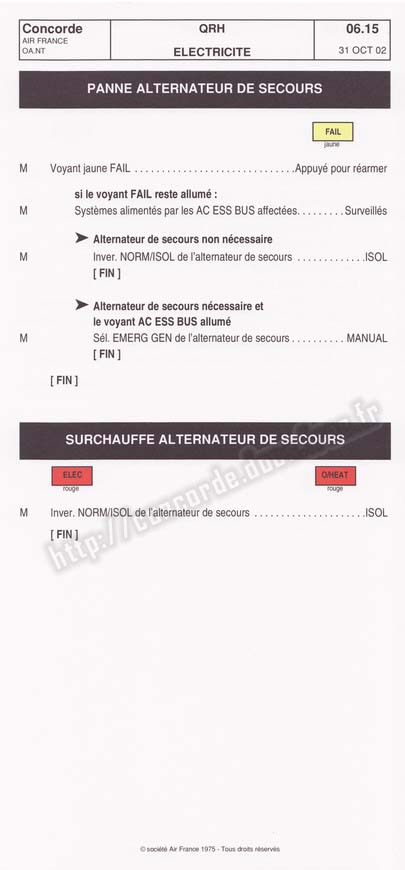 Concorde
AIR FRANCE
OA.NT
QRH
ELECTRICITE
06.15
31 OCT 02
PANNE ALTERNATEUR DE SECOURS
FAIL
jaune
M Voyant jaune FAIL . . . . . . . . . . . . . . . . . . . . . . . . . . . . . . Appuyé pour réarmer
si le voyant FAIL reste allumé :
M Systèmes alimentés par les AC ESS BUS affectées. . . . . . . . . Surveillés
➤ Alternateur de secours non nécessaire
M Inver. NORM/ISOL de l'alternateur de secours . . . . . . . . . . . . . ISOL
[ FIN ]
➤ Alternateur de secours nécessaire et
le voyant AC ESS BUS allumé
M Sél. EMERG GEN de l'alternateur de secours . . . . . . . . . . MANUAL
[ FIN ]
[ FIN ]
SURCHAUFFE ALTERNATEUR DE SECOURS
ELEC
rouge
O/HEAT
rouge
M Inver. NORM/ISOL de l'alternateur de secours . . . . . . . . . . . . . . . . . . . . . ISOL
[ FIN ]
© société Air France 1975 - Tous droits réservés